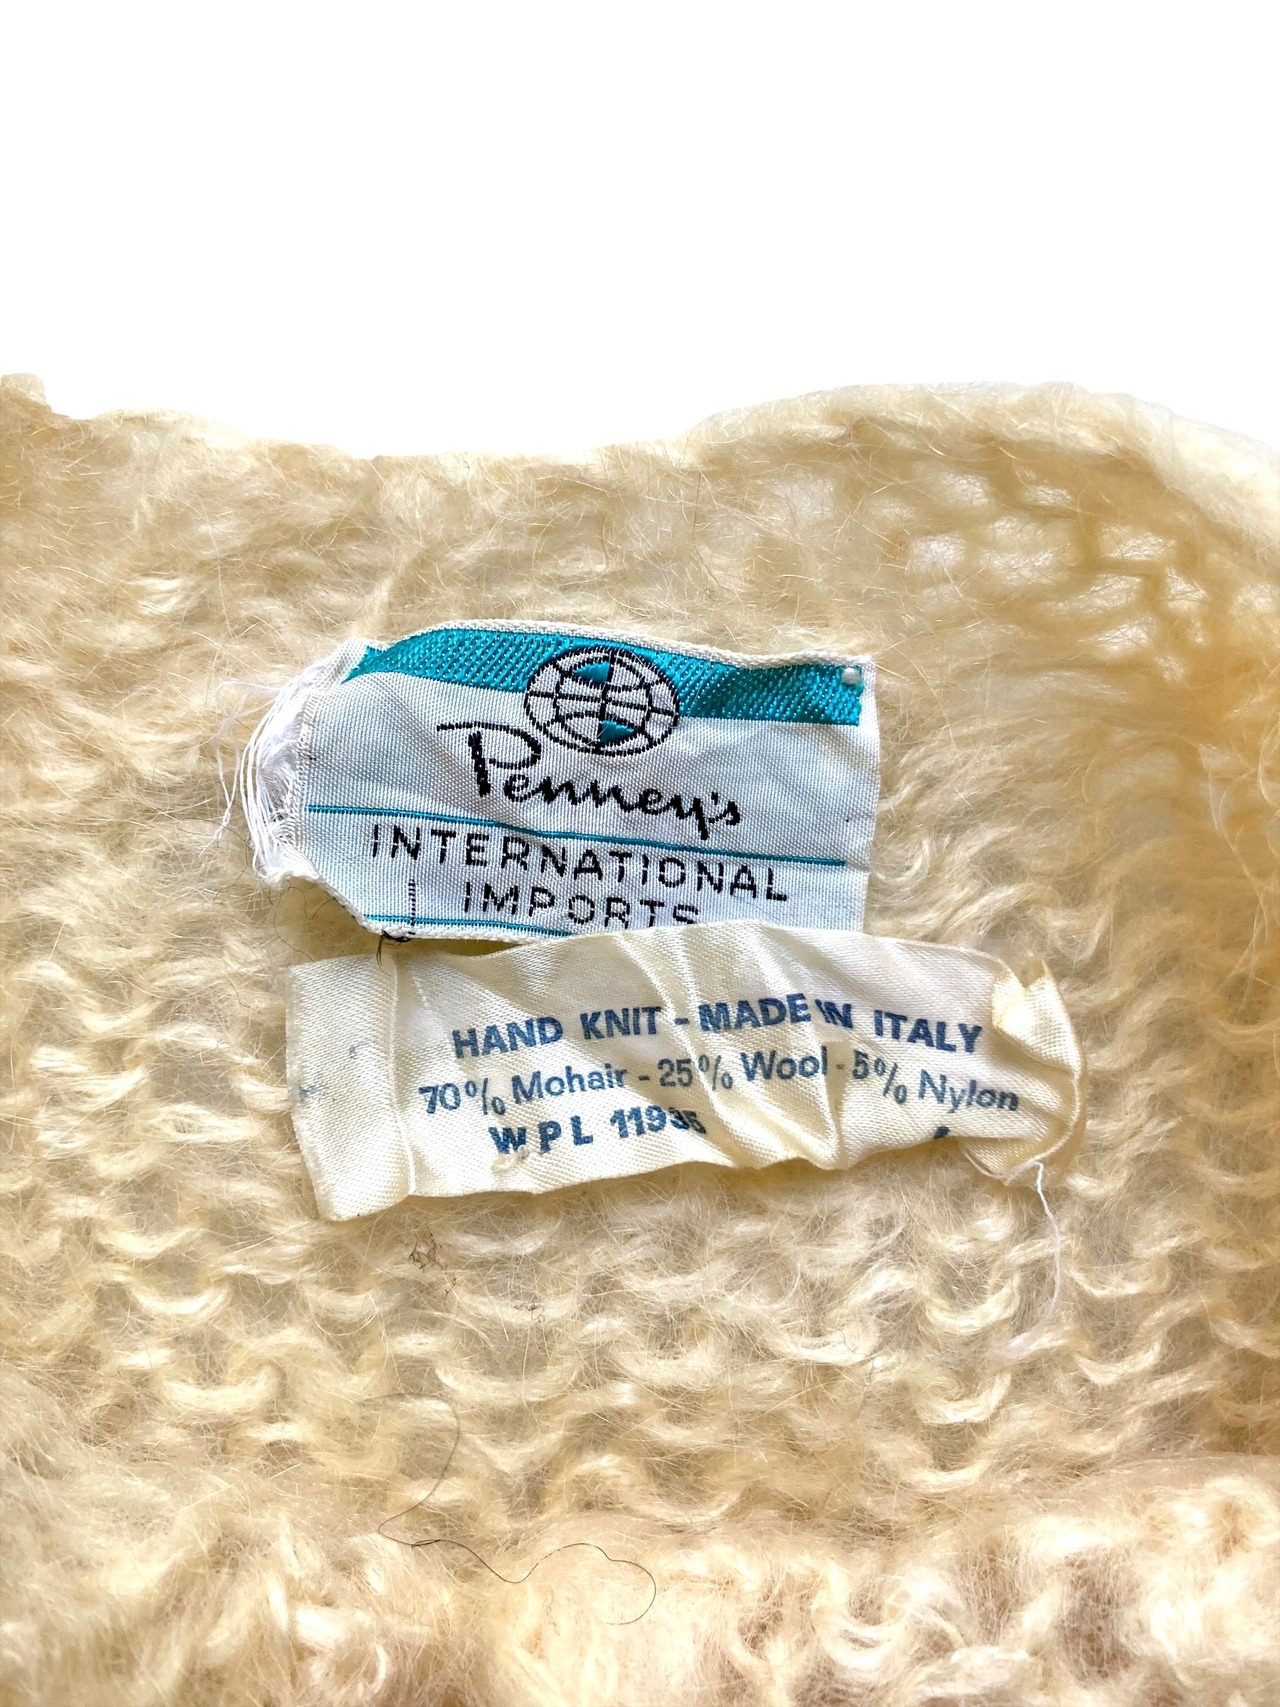 Penney's
INTERNATIONAL
IMPORTS
HAND KNIT - MADE IN ITALY
70% Mohair - 25% Wool - 5% Nylon
WPL 11935